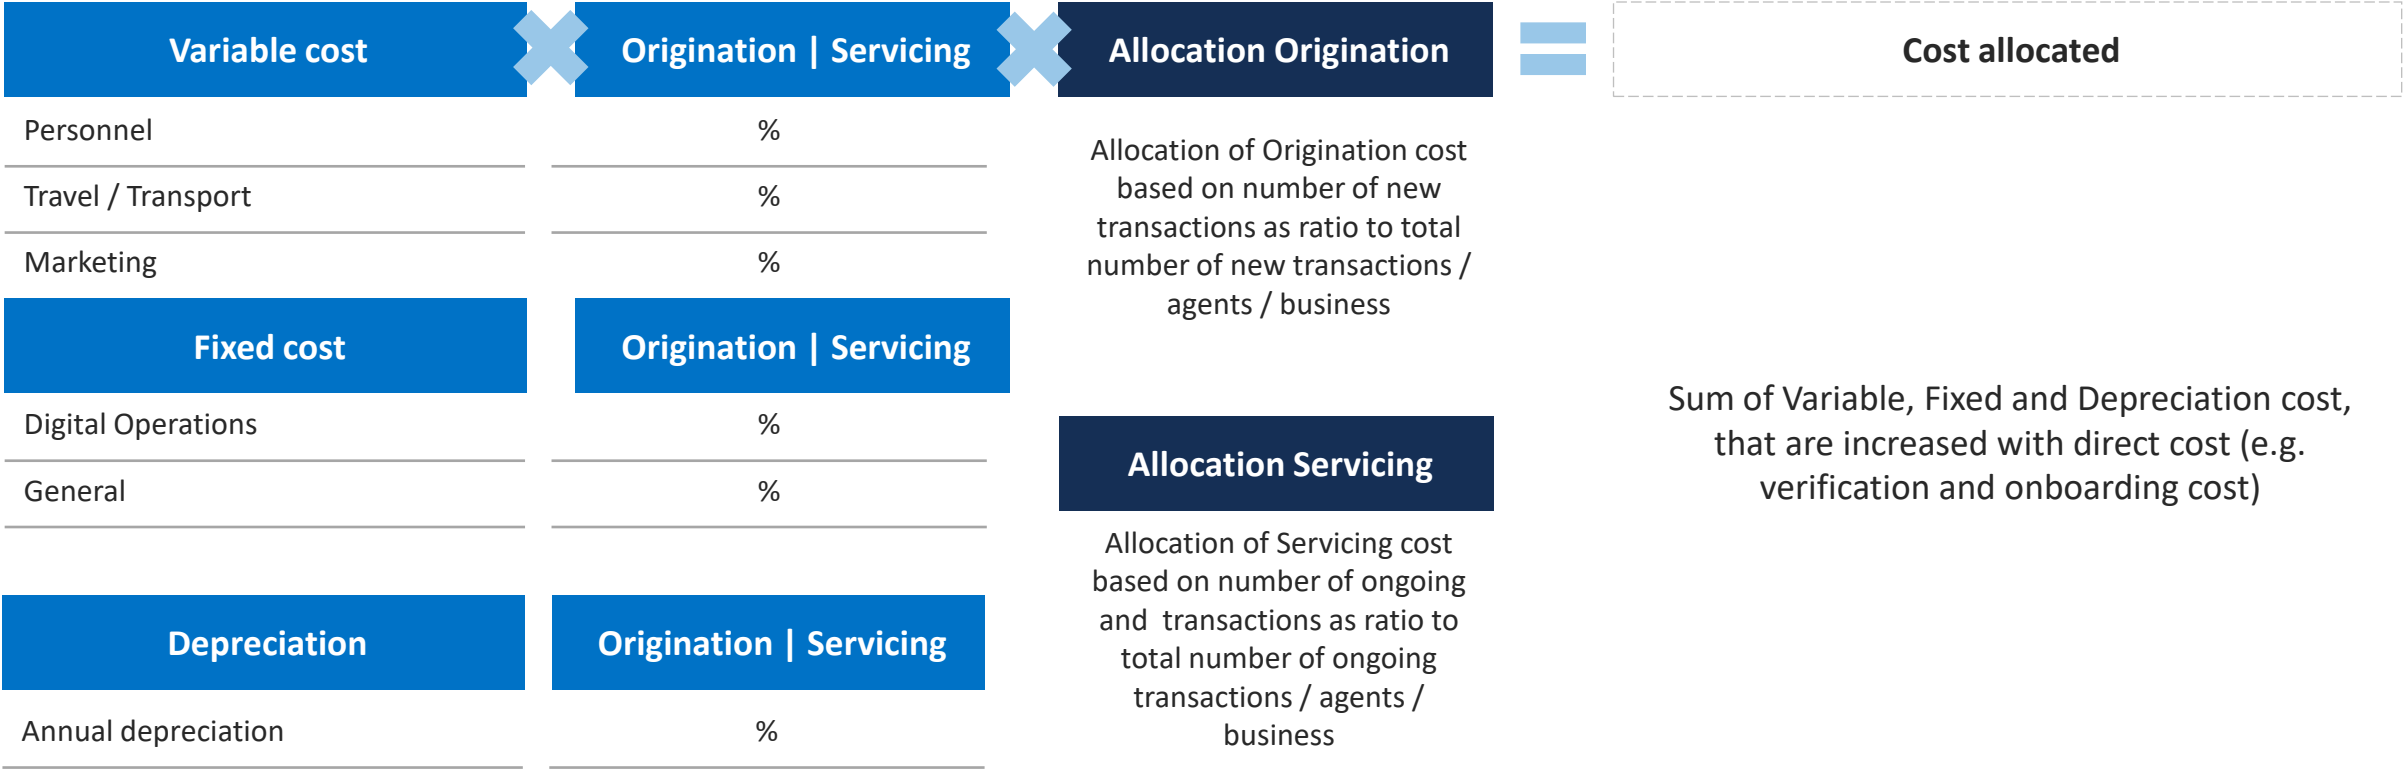 Variable cost
Origination | Servicing
Allocation Origination
Cost allocated
Personnel
%
Travel / Transport
%
Marketing
%
Allocation of Origination cost
based on number of new
transactions as ratio to total
number of new transactions /
agents / business
Fixed cost
Origination | Servicing
Digital Operations
%
General
%
Allocation Servicing
Allocation of Servicing cost
based on number of ongoing
and  transactions as ratio to
total number of ongoing
transactions / agents /
business
Sum of Variable, Fixed and Depreciation cost,
that are increased with direct cost (e.g.
verification and onboarding cost)
Depreciation
Origination | Servicing
Annual depreciation
%